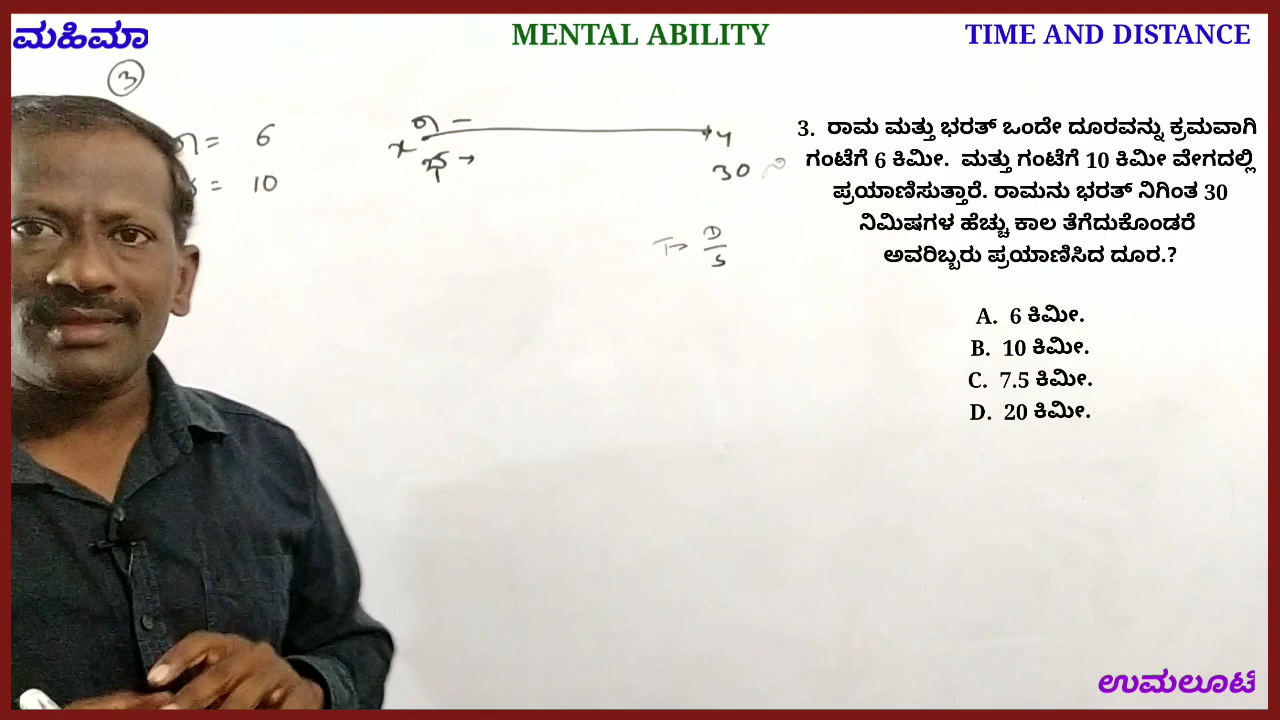 ಮಹಿಮಾ
MENTAL ABILITY
TIME AND DISTANCE
3
= 6
= 10
ರಾ –
x
y
ಭ →
30 ನಿ
T → D/S
3. ರಾಮ ಮತ್ತು ಭರತ್ ಒಂದೇ ದೂರವನ್ನು ಕ್ರಮವಾಗಿ
ಗಂಟೆಗೆ 6 ಕಿಮೀ. ಮತ್ತು ಗಂಟೆಗೆ 10 ಕಿಮೀ ವೇಗದಲ್ಲಿ
ಪ್ರಯಾಣಿಸುತ್ತಾರೆ. ರಾಮನು ಭರತ್ ನಿಗಿಂತ 30
ನಿಮಿಷಗಳ ಹೆಚ್ಚು ಕಾಲ ತೆಗೆದುಕೊಂಡರೆ
ಅವರಿಬ್ಬರು ಪ್ರಯಾಣಿಸಿದ ದೂರ.?
A. 6 ಕಿಮೀ.
B. 10 ಕಿಮೀ.
C. 7.5 ಕಿಮೀ.
D. 20 ಕಿಮೀ.
ಉಮಲೂಟಿ